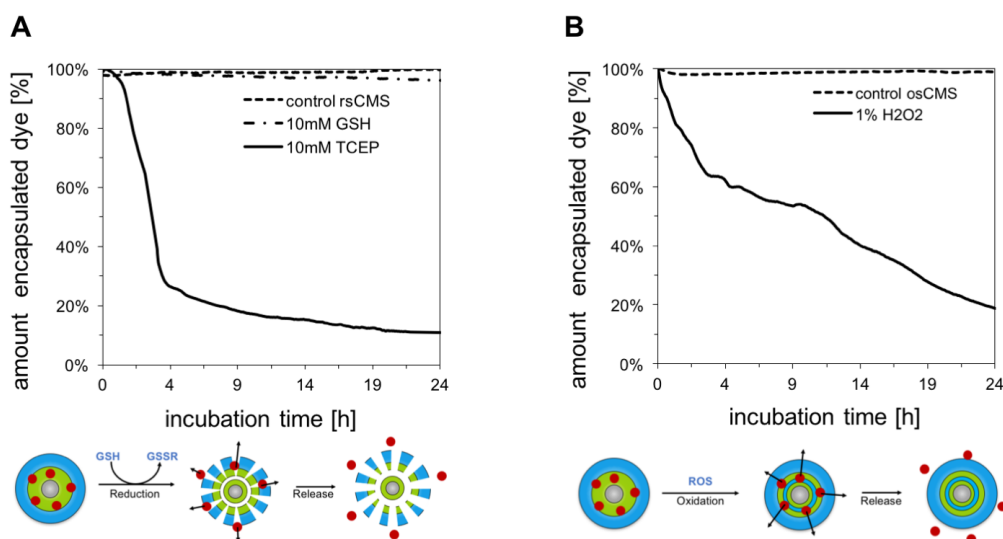 A
100%
80%
60%
40%
20%
0%
amount encapsulated dye [%]
control rsCMS
10mM GSH
10mM TCEP
0 4 9 14 19 24
incubation time [h]
GSH GSSR
Reduction
Release
B
100%
80%
60%
40%
20%
0%
amount encapsulated dye [%]
control osCMS
1% H2O2
0 4 9 14 19 24
incubation time [h]
ROS
Oxidation
Release